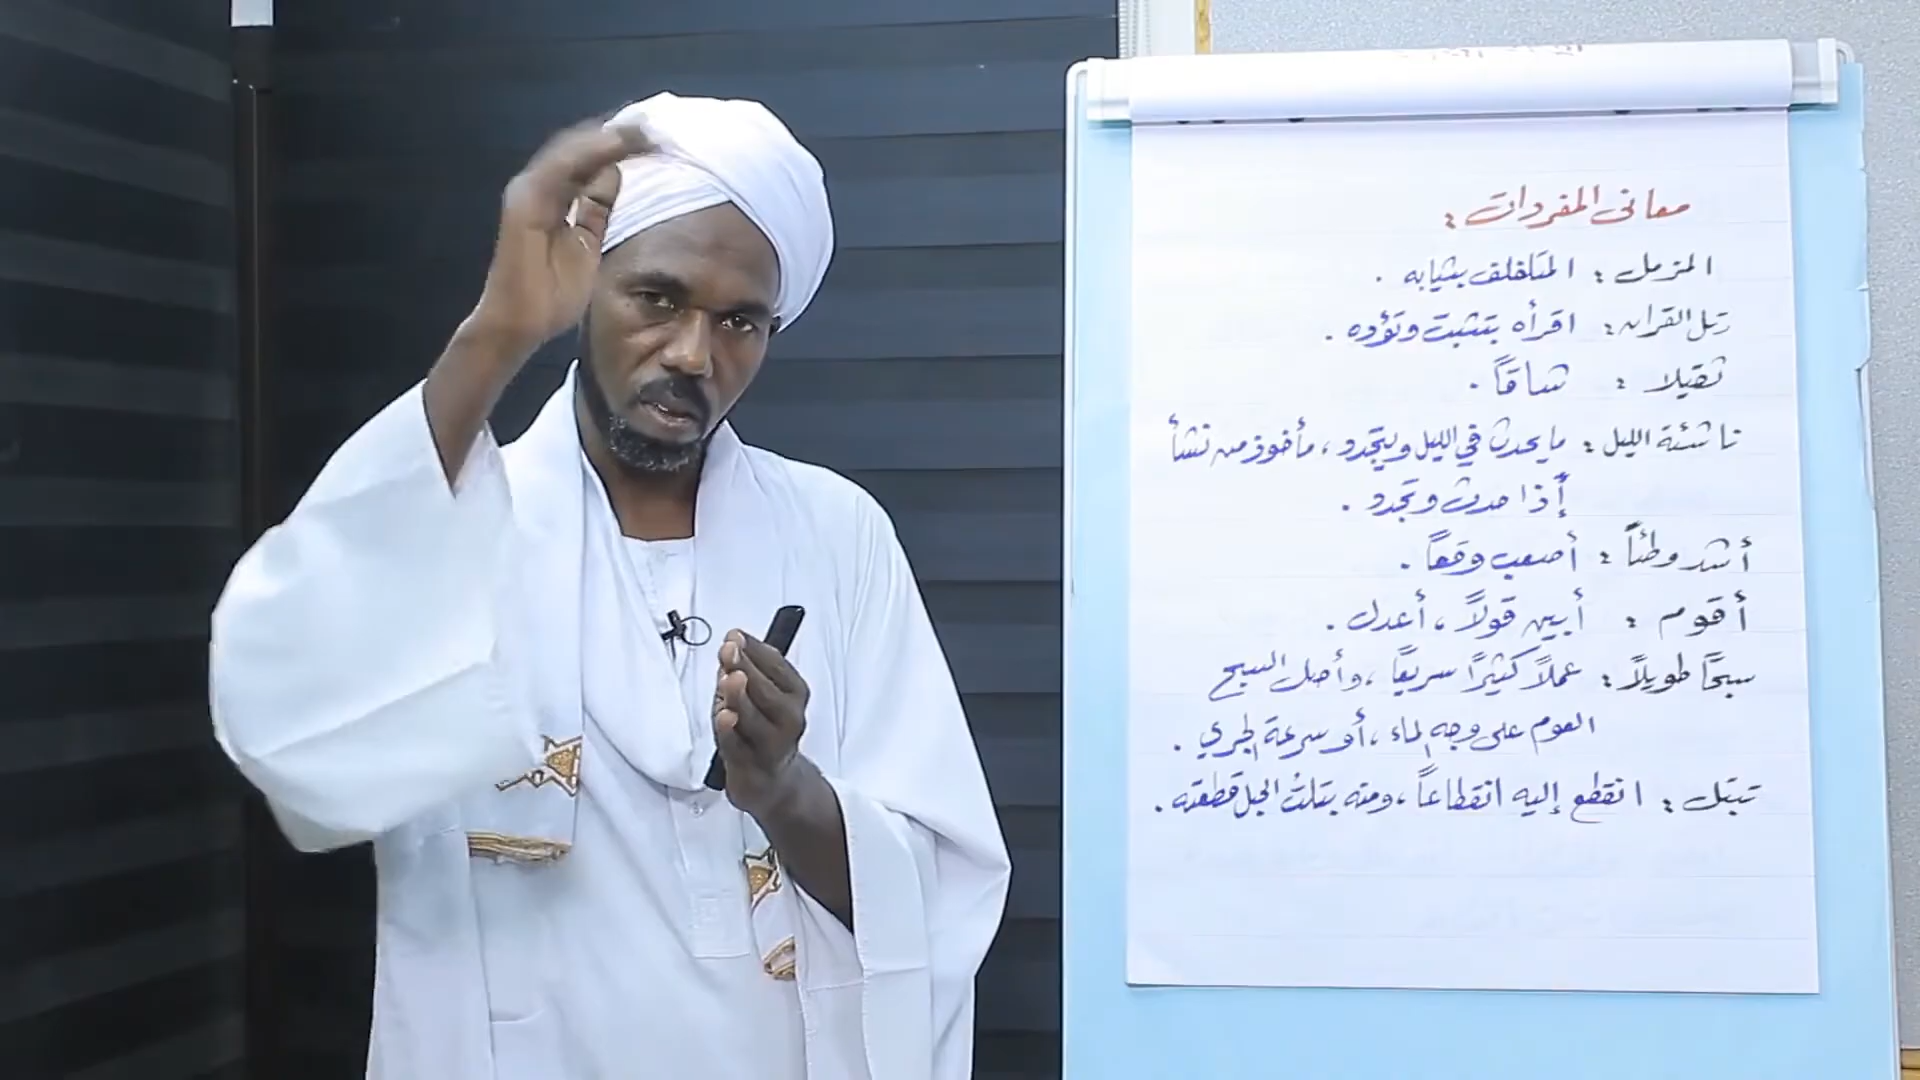 معاني المفردات :
المزمل : المتلفلف بثيابه .
رتل القرآن : اقرأه بتثبت وتؤده .
ثقيلا : شاقاً .
ناشئة الليل : ما يحدث في الليل ويتجدد ، مأخوذ من نشأ
إذا حدث وتجدد .
أشد وطئاً : أصعب وقعاً .
أقوم : أبين قولاً ، أعدل .
سبحاً طويلاً : عملاً كثيراً سريعاً ، وأصل السبح
العوم على وجه الماء ، أو سرعة الجري .
تبتل : انقطع إليه انقطاعاً ، ومنه بتلت الحبل قطعته .